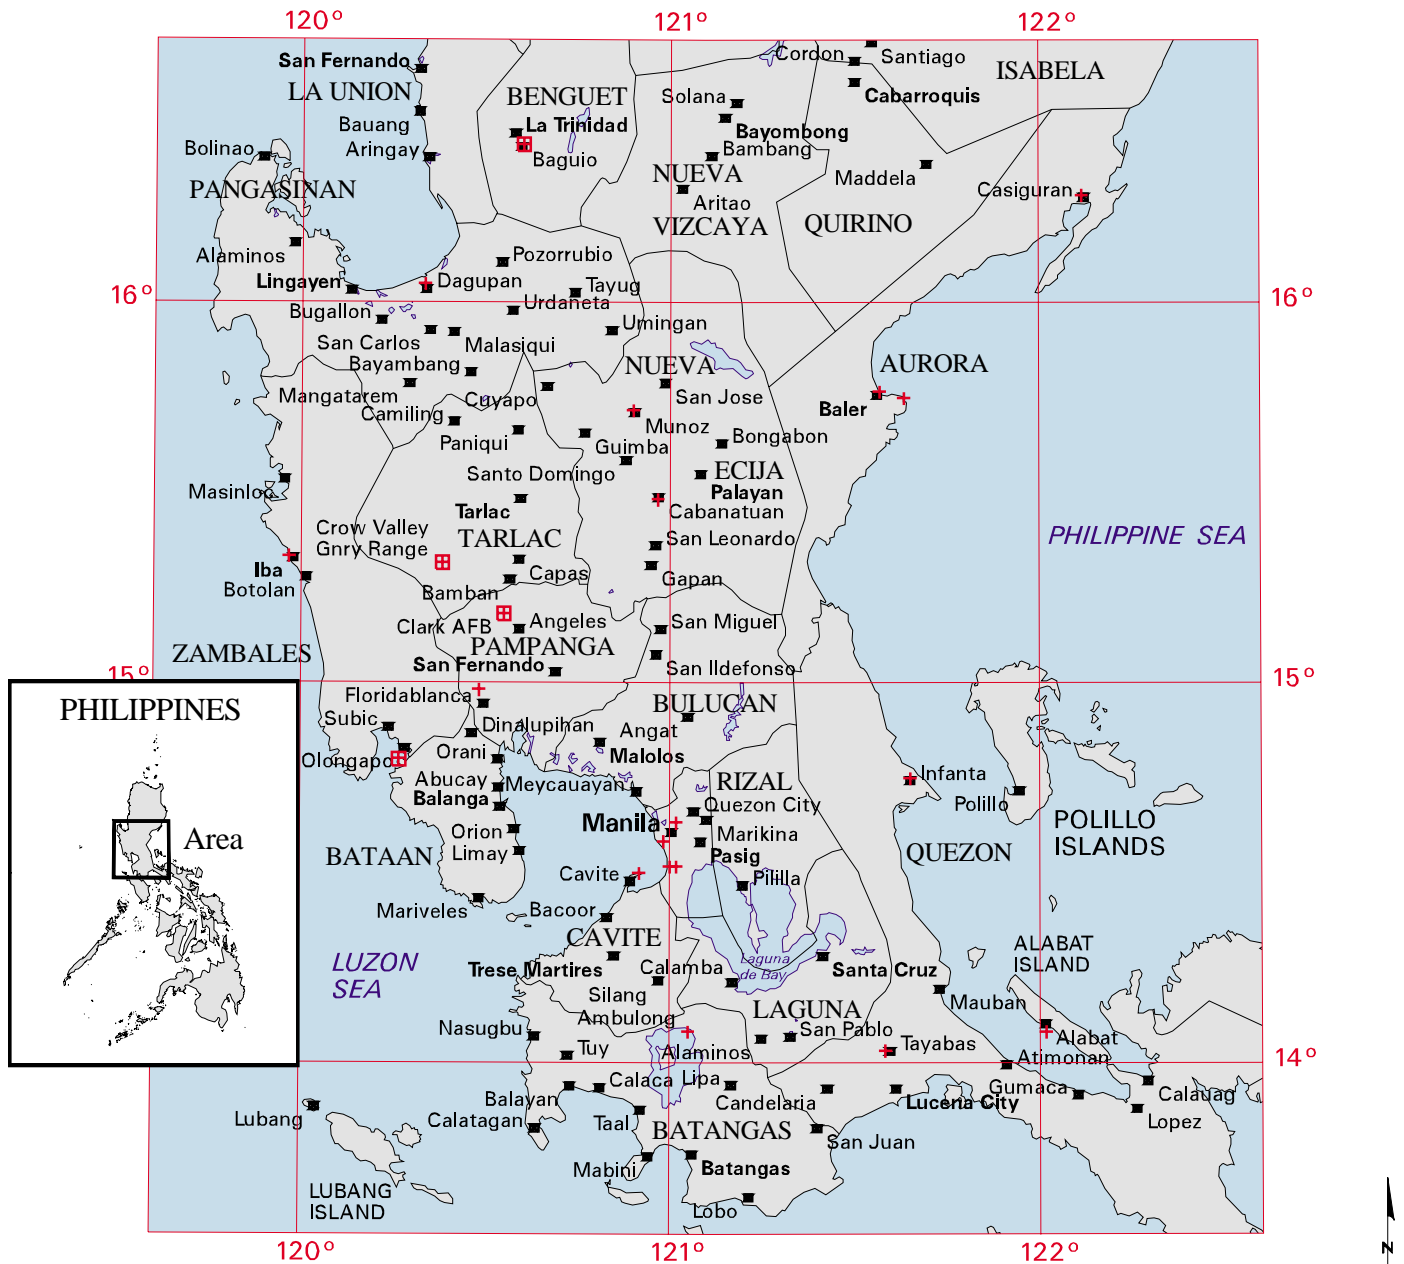 120° 121° 122°
San Fernando
Cordon
Santiago
ISABELA
LA UNION
BENGUET
Solana
Cabarroquis
Bauang
La Trinidad
Bayombong
Bolinao
Aringay
Baguio
Bambang
PANGASINAN
NUEVA
Maddela
Casiguran
Aritao
VIZCAYA
QUIRINO
Alaminos
Pozorrubio
Lingayen
Dagupan
Tayug
16° 16°
Bugallon
Urdaneta
San Carlos
Umingan
Malasiqui
Bayambang
NUEVA
AURORA
Mangatarem
Cuyapo
San Jose
Camiling
Baler
Paniqui
Munoz
Guimba
Bongabon
Santo Domingo
ECIJA
Masinloc
Palayan
Tarlac
Cabanatuan
Crow Valley
Gnry Range
TARLAC
San Leonardo
PHILIPPINE SEA
Iba
Capas
Gapan
Botolan
Bamban
Clark AFB
Angeles
San Miguel
ZAMBALES
PAMPANGA
San Fernando
San Ildefonso
15° 15°
PHILIPPINES
Floridablanca
BULUCAN
Subic
Dinalupihan
Angat
Olongapo
Orani
Malolos
Abucay
Meycauayan
RIZAL
Infanta
Balanga
Quezon City
Polillo
Area
Orion
Manila
Marikina
POLILLO
ISLANDS
BATAAN
Limay
Pasig
QUEZON
Cavite
Pililla
Mariveles
Bacoor
CAVITE
ALABAT
ISLAND
LUZON
SEA
Trese Martires
Calamba
Laguna
de Bay
Santa Cruz
Silang
Mauban
Ambulong
LAGUNA
Nasugbu
San Pablo
Alabat
Tuy
Alaminos
Tayabas
Atimonan
14°
Calaca
Lipa
Gumaca
Calauag
Balayan
Candelaria
Lucena City
Lubang
Calatagan
Taal
BATANGAS
San Juan
Lopez
Mabini
Batangas
LUBANG
ISLAND
Lobo
120° 121° 122°
N